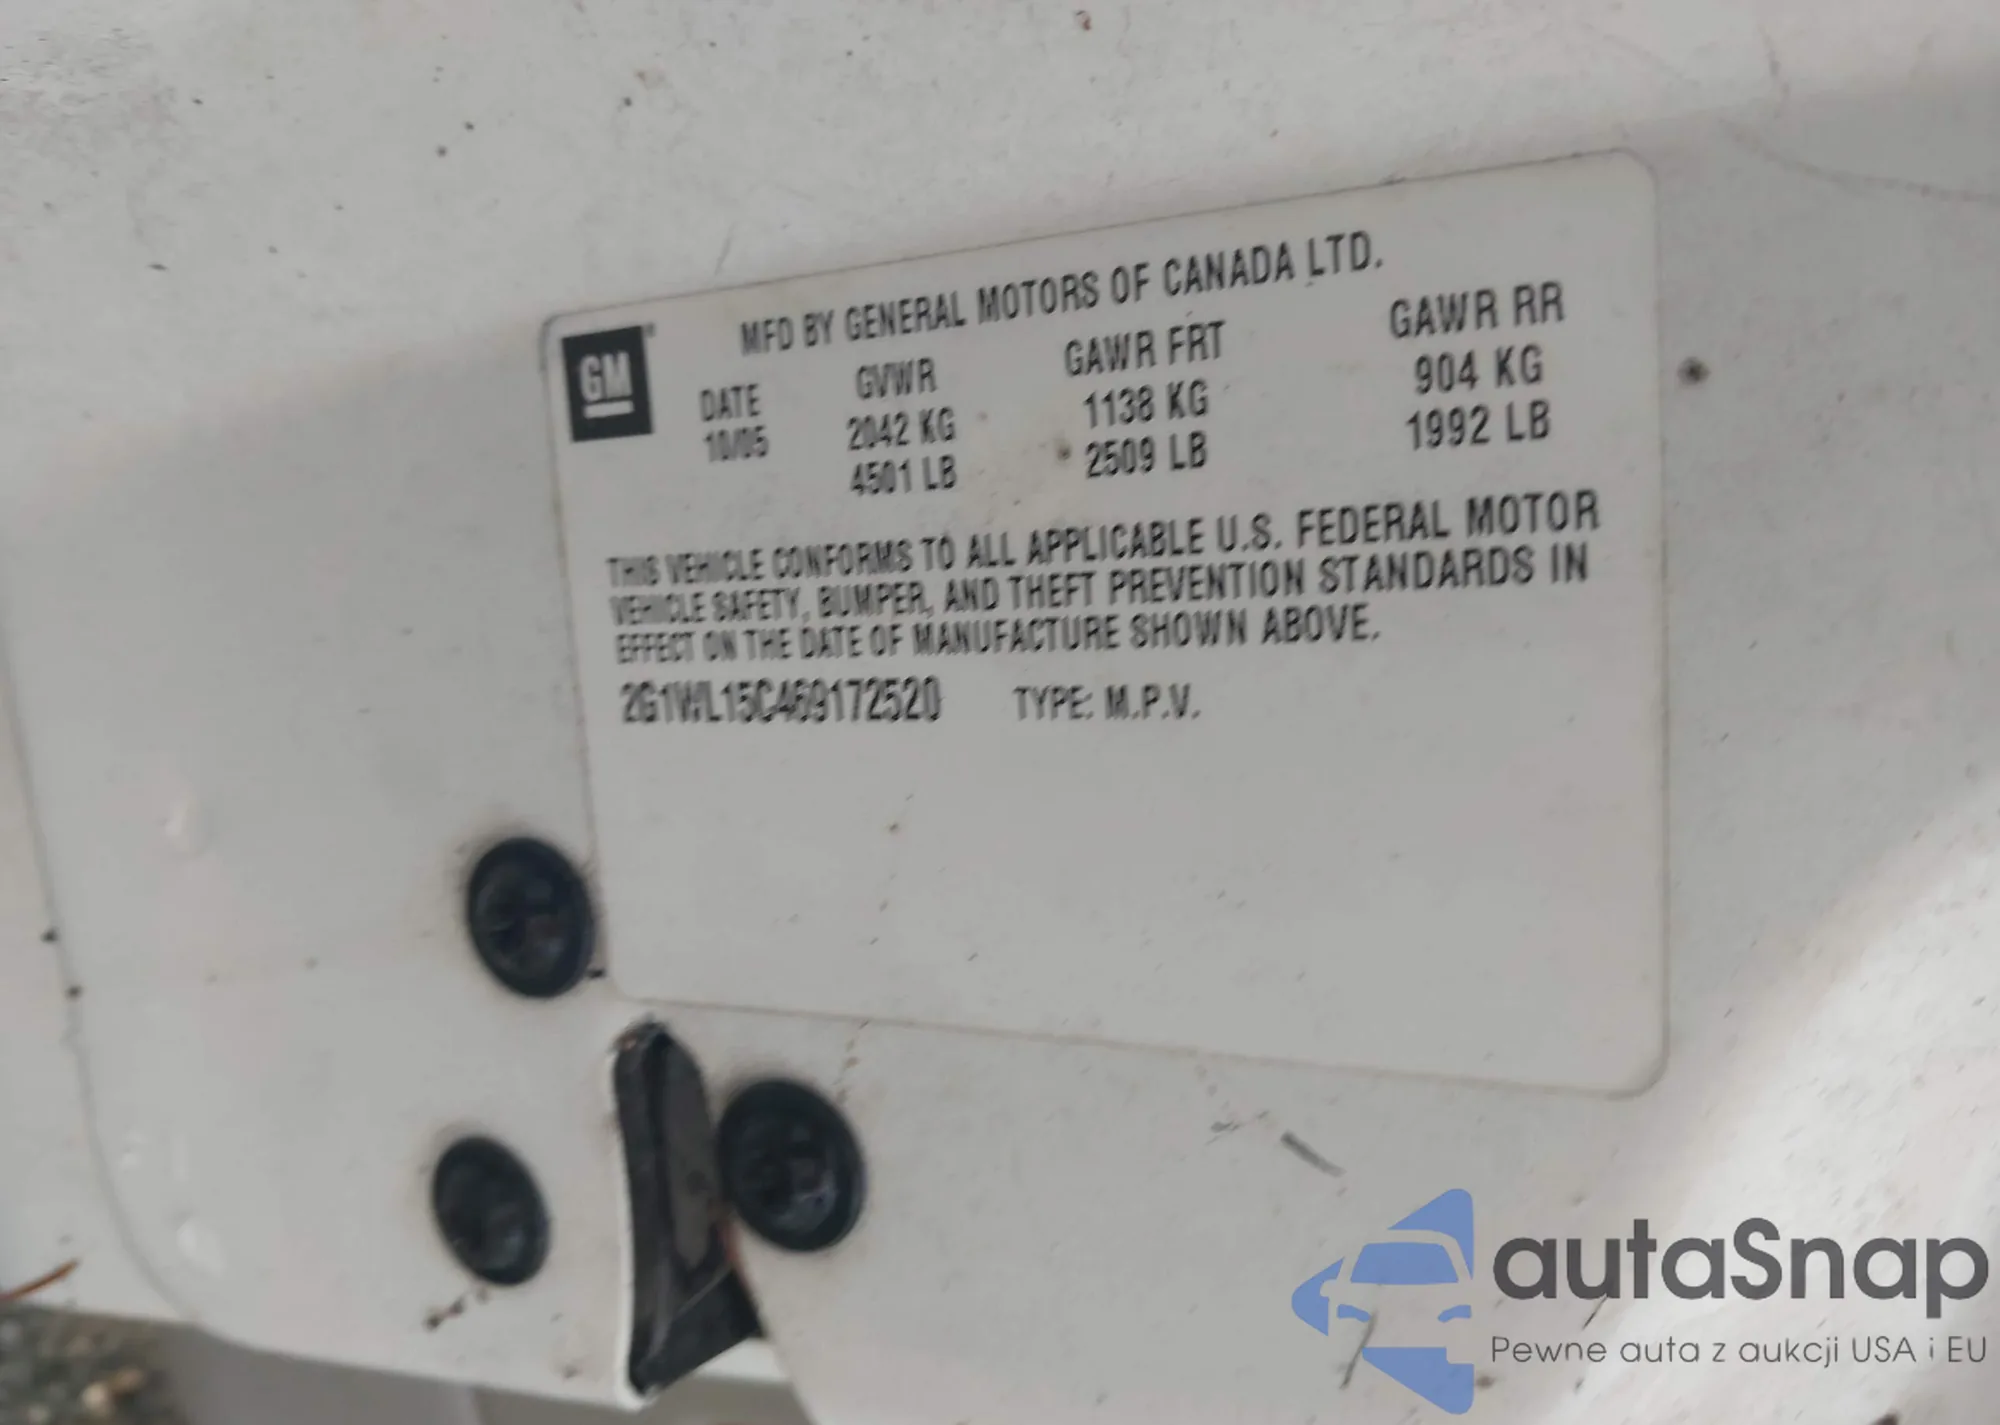 GM
MFD BY GENERAL MOTORS OF CANADA LTD.
DATE GVWR GAWR FRT GAWR RR
10/05 2042 KG 1138 KG 904 KG
4501 LB 2509 LB 1992 LB
THIS VEHICLE CONFORMS TO ALL APPLICABLE U.S. FEDERAL MOTOR
VEHICLE SAFETY, BUMPER, AND THEFT PREVENTION STANDARDS IN
EFFECT ON THE DATE OF MANUFACTURE SHOWN ABOVE.
2G1WL15C469172520 TYPE: M.P.V.
autaSnap
Pewne auta z aukcji USA i EU